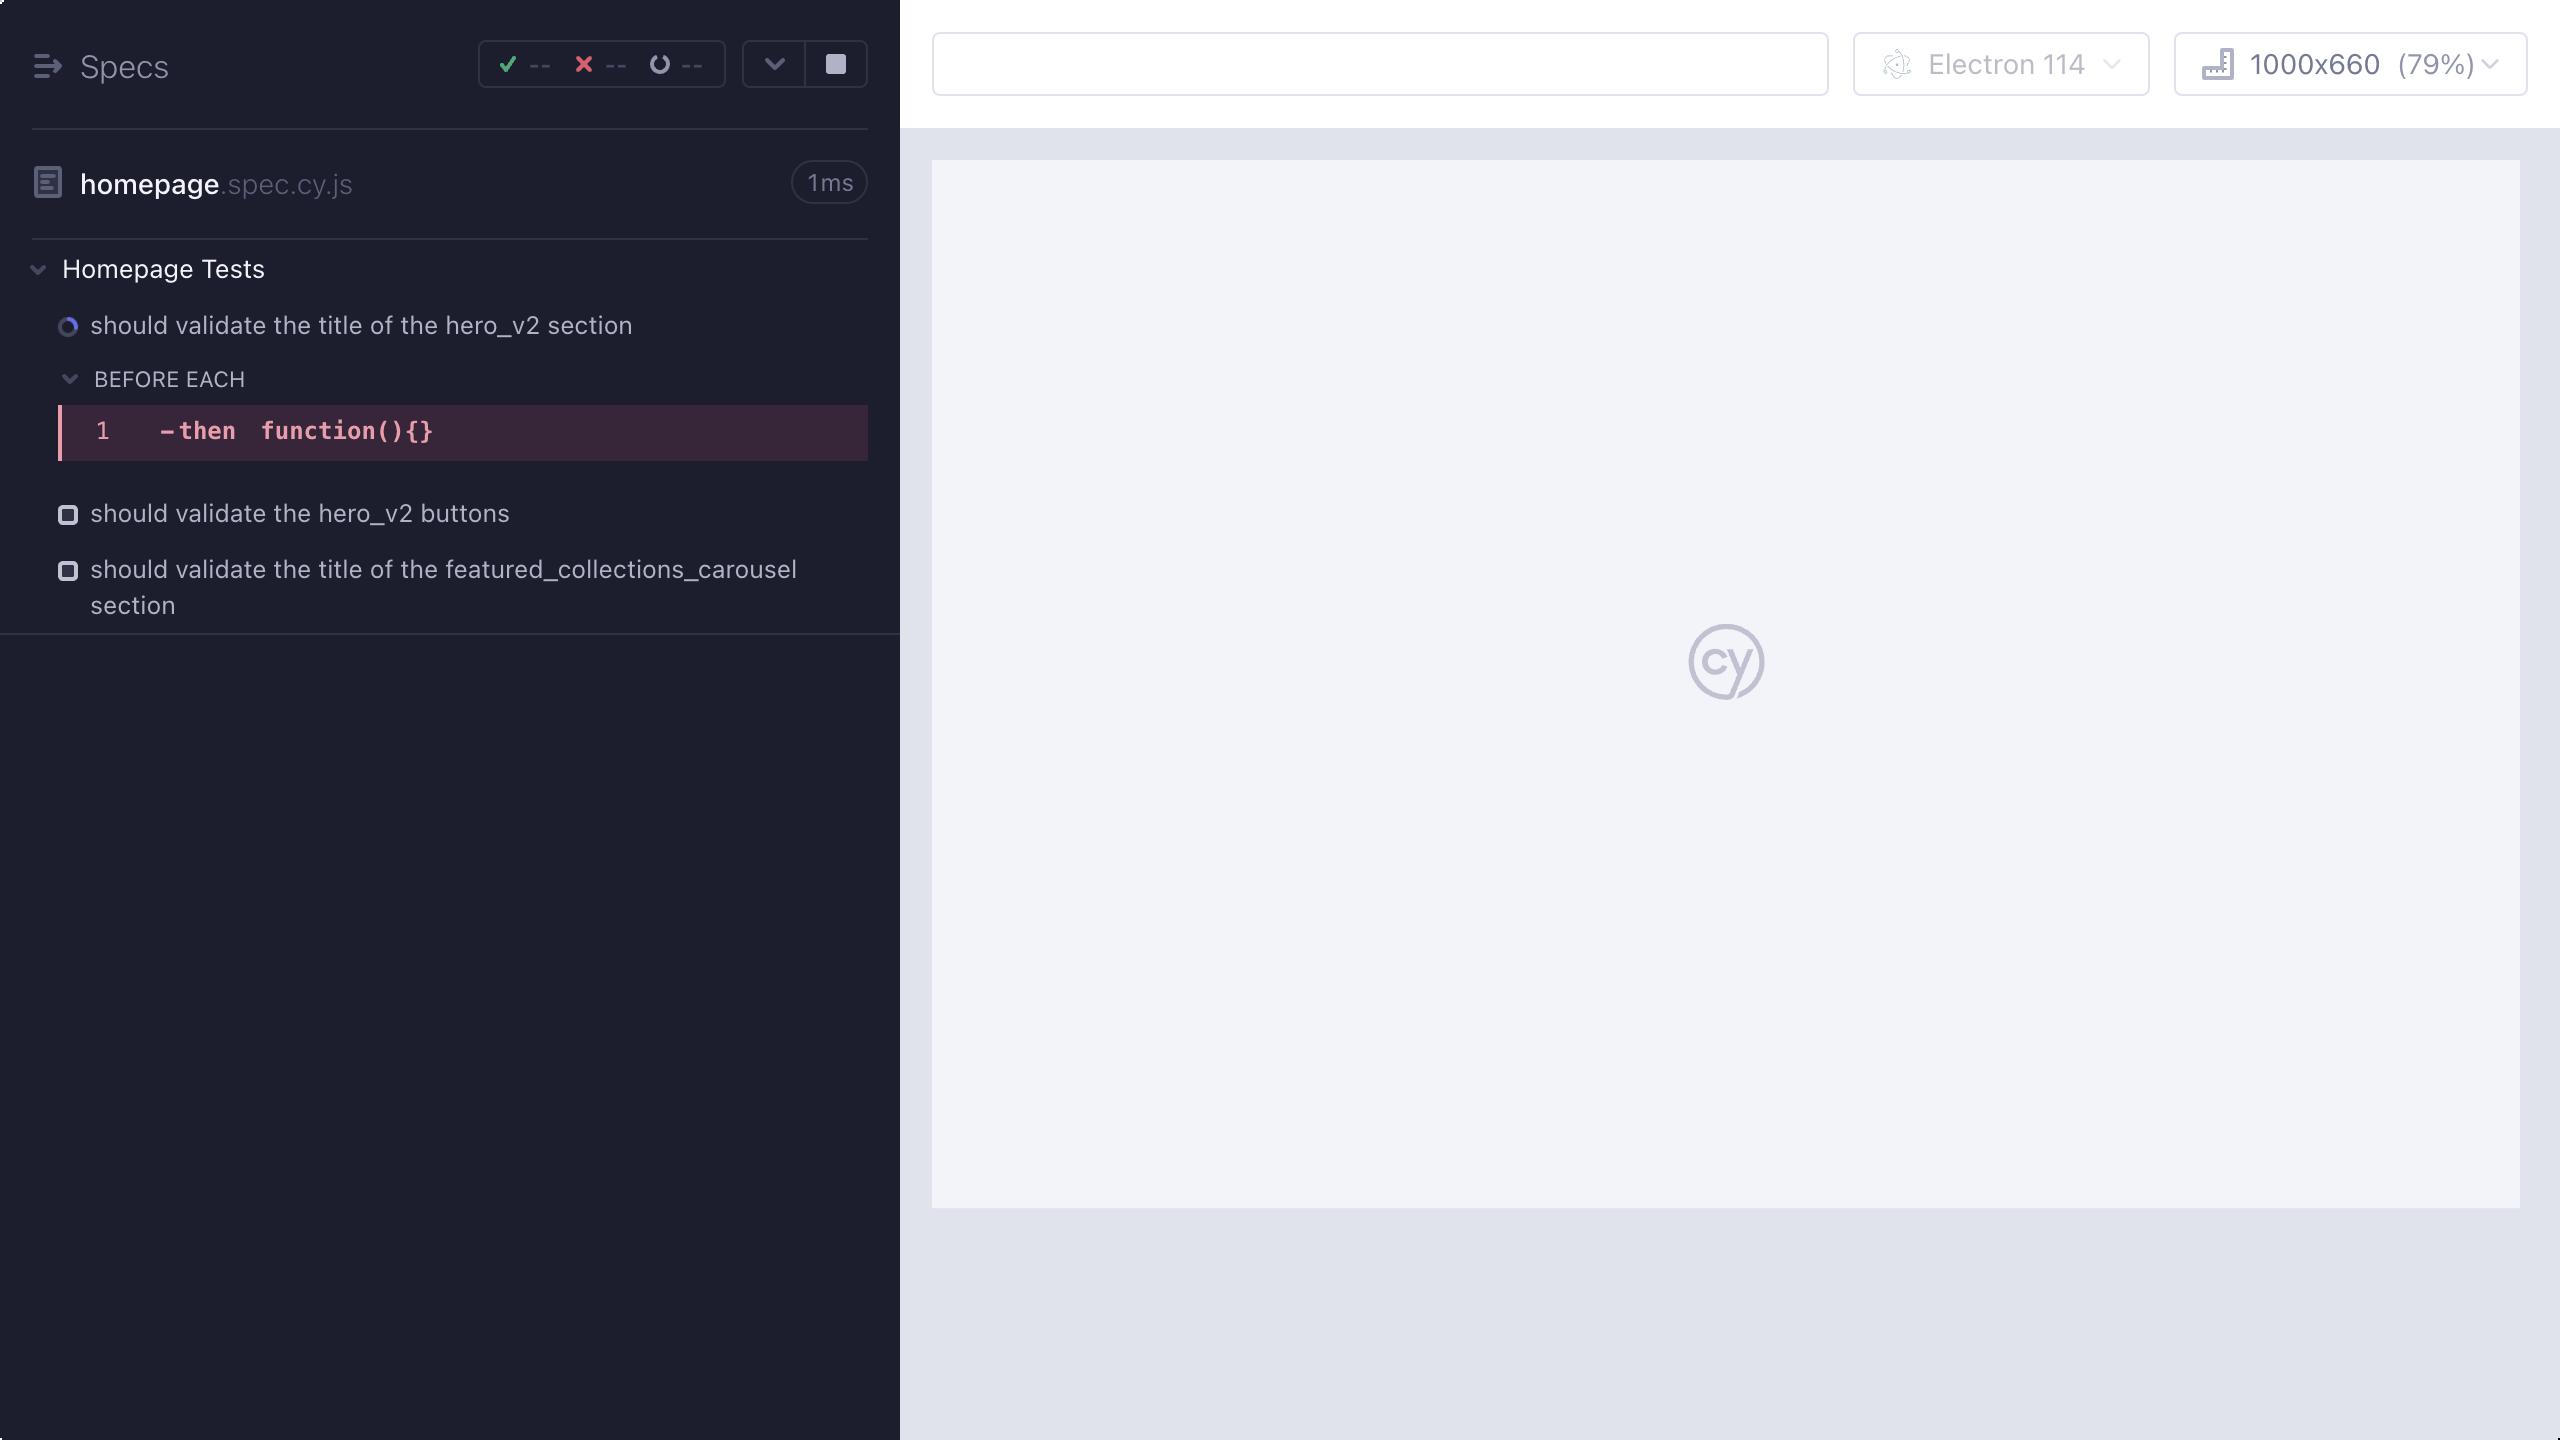 Specs
-- -- --
homepage.spec.cy.js
1ms
Homepage Tests
should validate the title of the hero_v2 section
BEFORE EACH
1 -then function(){}
should validate the hero_v2 buttons
should validate the title of the featured_collections_carousel
section
Electron 114
1000x660 (79%)
cy